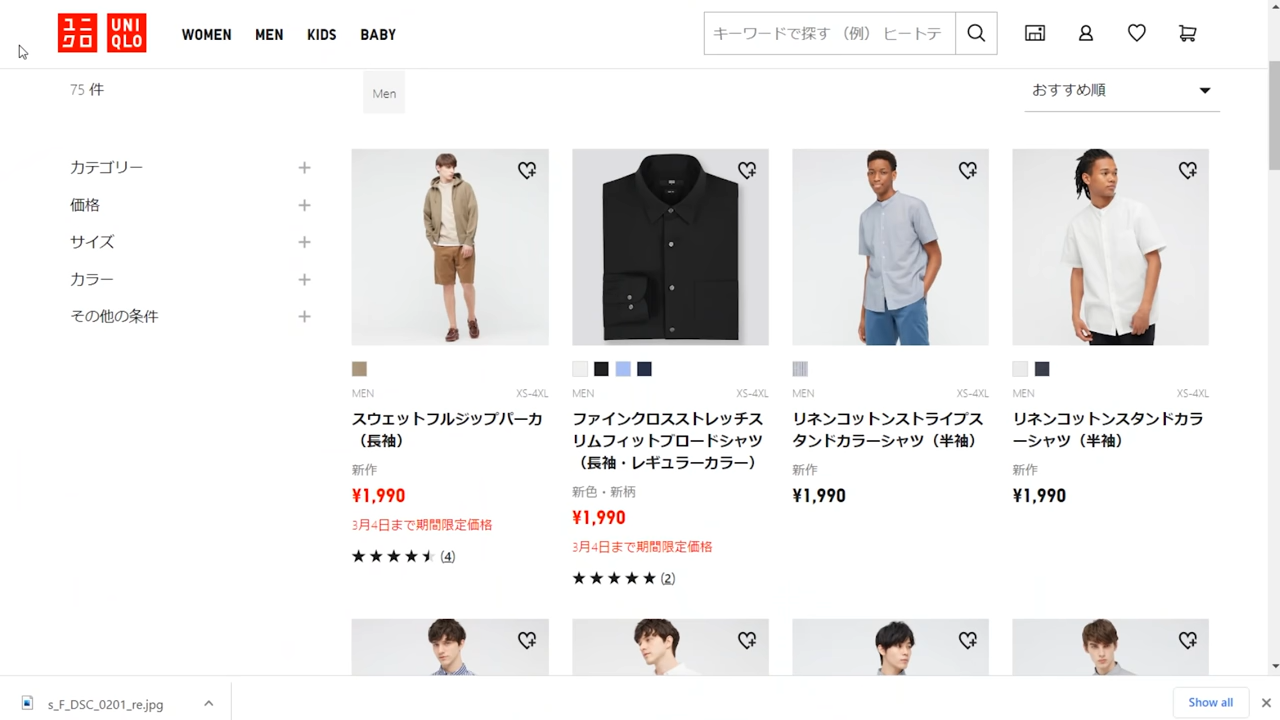 ユニ
クロ
UNI
QLO
WOMEN MEN KIDS BABY
キーワードで探す （例） ヒートテ
75 件
Men
おすすめ順
カテゴリー
価格
サイズ
カラー
その他の条件
MEN XS-4XL
スウェットフルジップパーカ
（長袖）
新作
¥1,990
3月4日まで期間限定価格
(4)
MEN XS-4XL
ファインクロスストレッチス
リムフィットブロードシャツ
（長袖・レギュラーカラー）
新色・新柄
¥1,990
3月4日まで期間限定価格
(2)
MEN XS-4XL
リネンコットンストライプス
タンドカラーシャツ（半袖）
新作
¥1,990
MEN XS-4XL
リネンコットンスタンドカラ
ーシャツ（半袖）
新作
¥1,990
s_F_DSC_0201_re.jpg
Show all